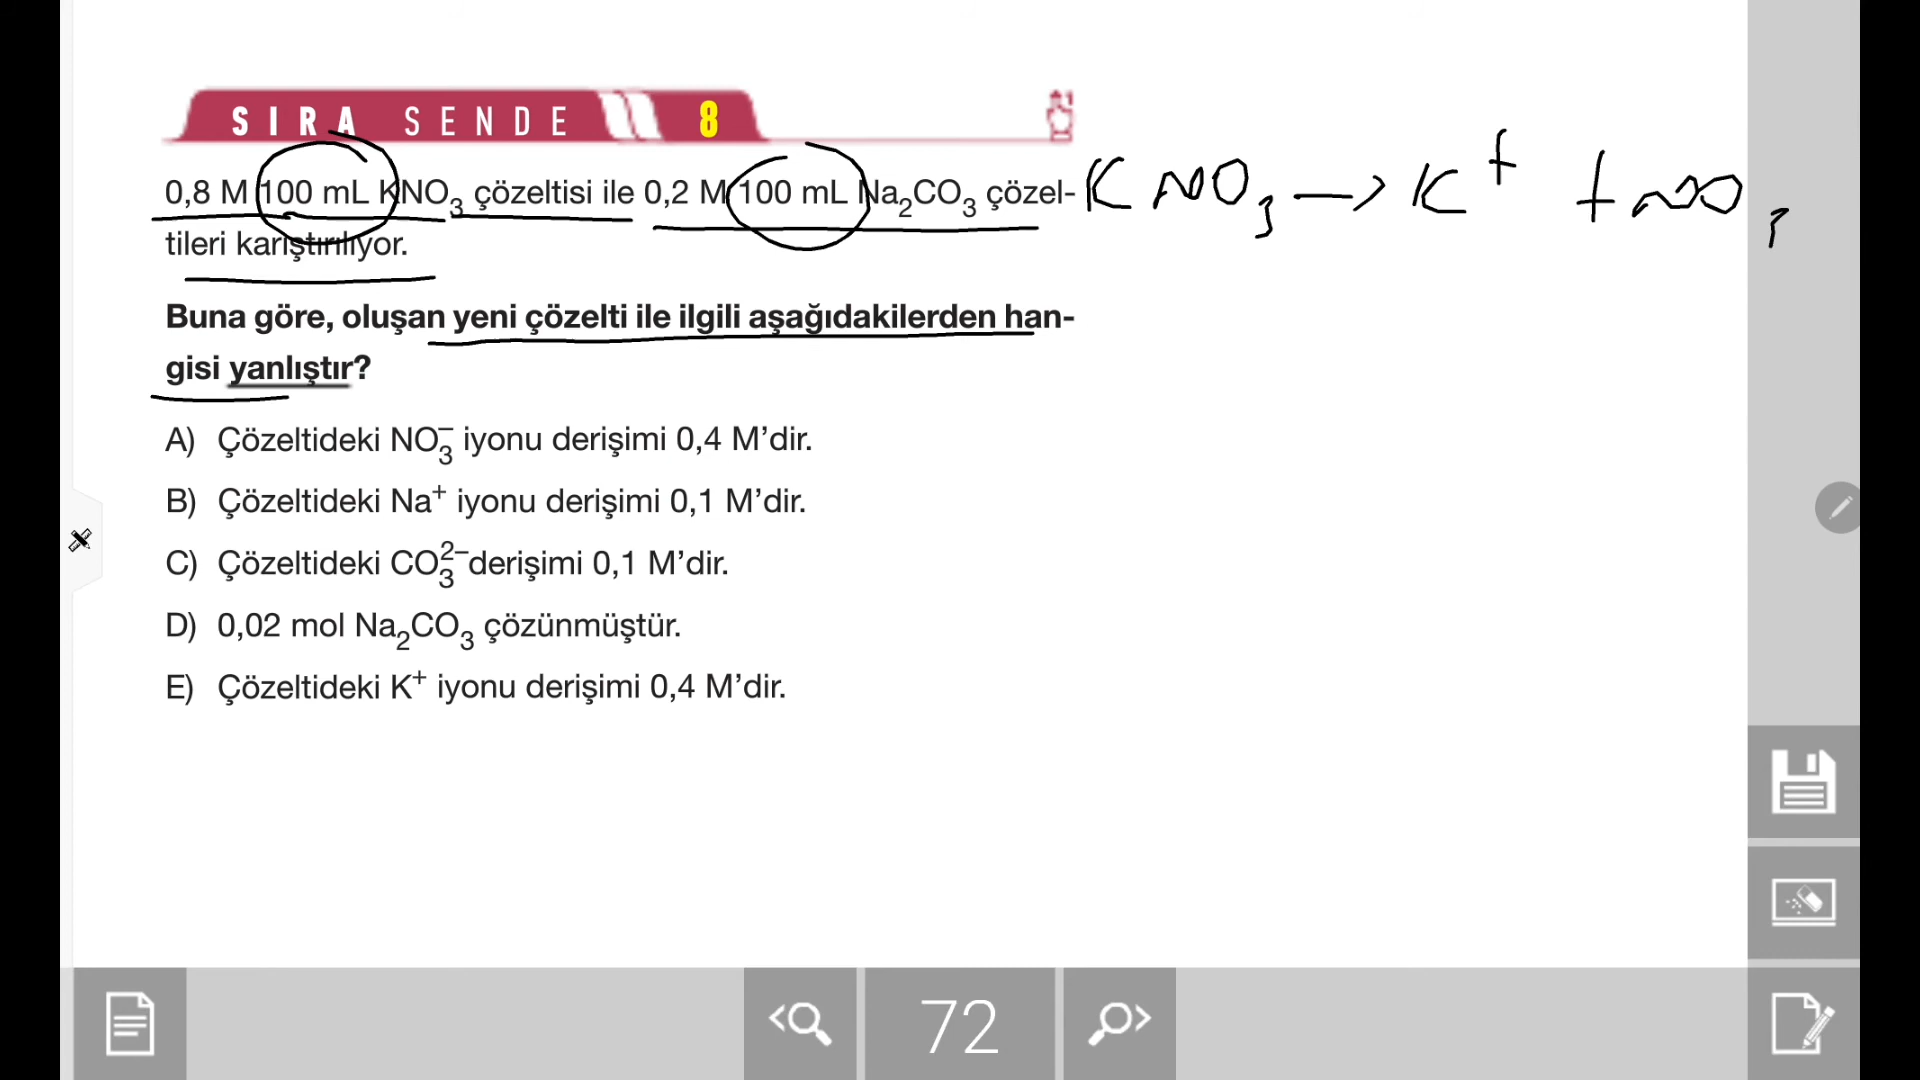 SIRA SENDE 8
0,8 M 100 mL KNO₃ çözeltisi ile 0,2 M 100 mL Na₂CO₃ çözel-
tileri karıştırılıyor.
KNO₃ → K⁺ + NO₃
Buna göre, oluşan yeni çözelti ile ilgili aşağıdakilerden han-
gisi yanlıştır?
A) Çözeltideki NO₃⁻ iyonu derişimi 0,4 M’dir.
B) Çözeltideki Na⁺ iyonu derişimi 0,1 M’dir.
C) Çözeltideki CO₃²⁻ derişimi 0,1 M’dir.
D) 0,02 mol Na₂CO₃ çözünmüştür.
E) Çözeltideki K⁺ iyonu derişimi 0,4 M’dir.
72